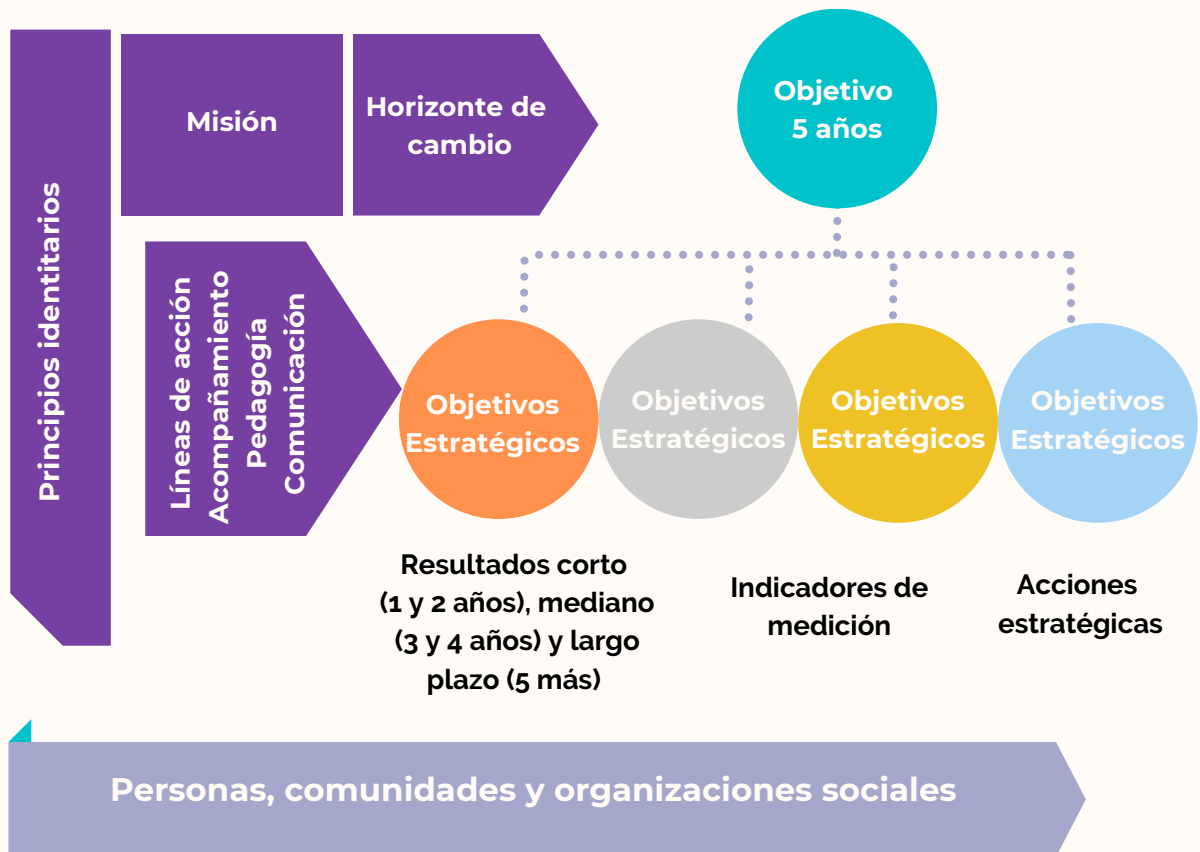 Principios identitarios
Misión
Horizonte de
cambio
Objetivo
5 años
Líneas de acción
Acompañamiento
Pedagogía
Comunicación
Objetivos
Estratégicos
Objetivos
Estratégicos
Objetivos
Estratégicos
Objetivos
Estratégicos
Resultados corto
(1 y 2 años), mediano
(3 y 4 años) y largo
plazo (5 más)
Indicadores de
medición
Acciones
estratégicas
Personas, comunidades y organizaciones sociales